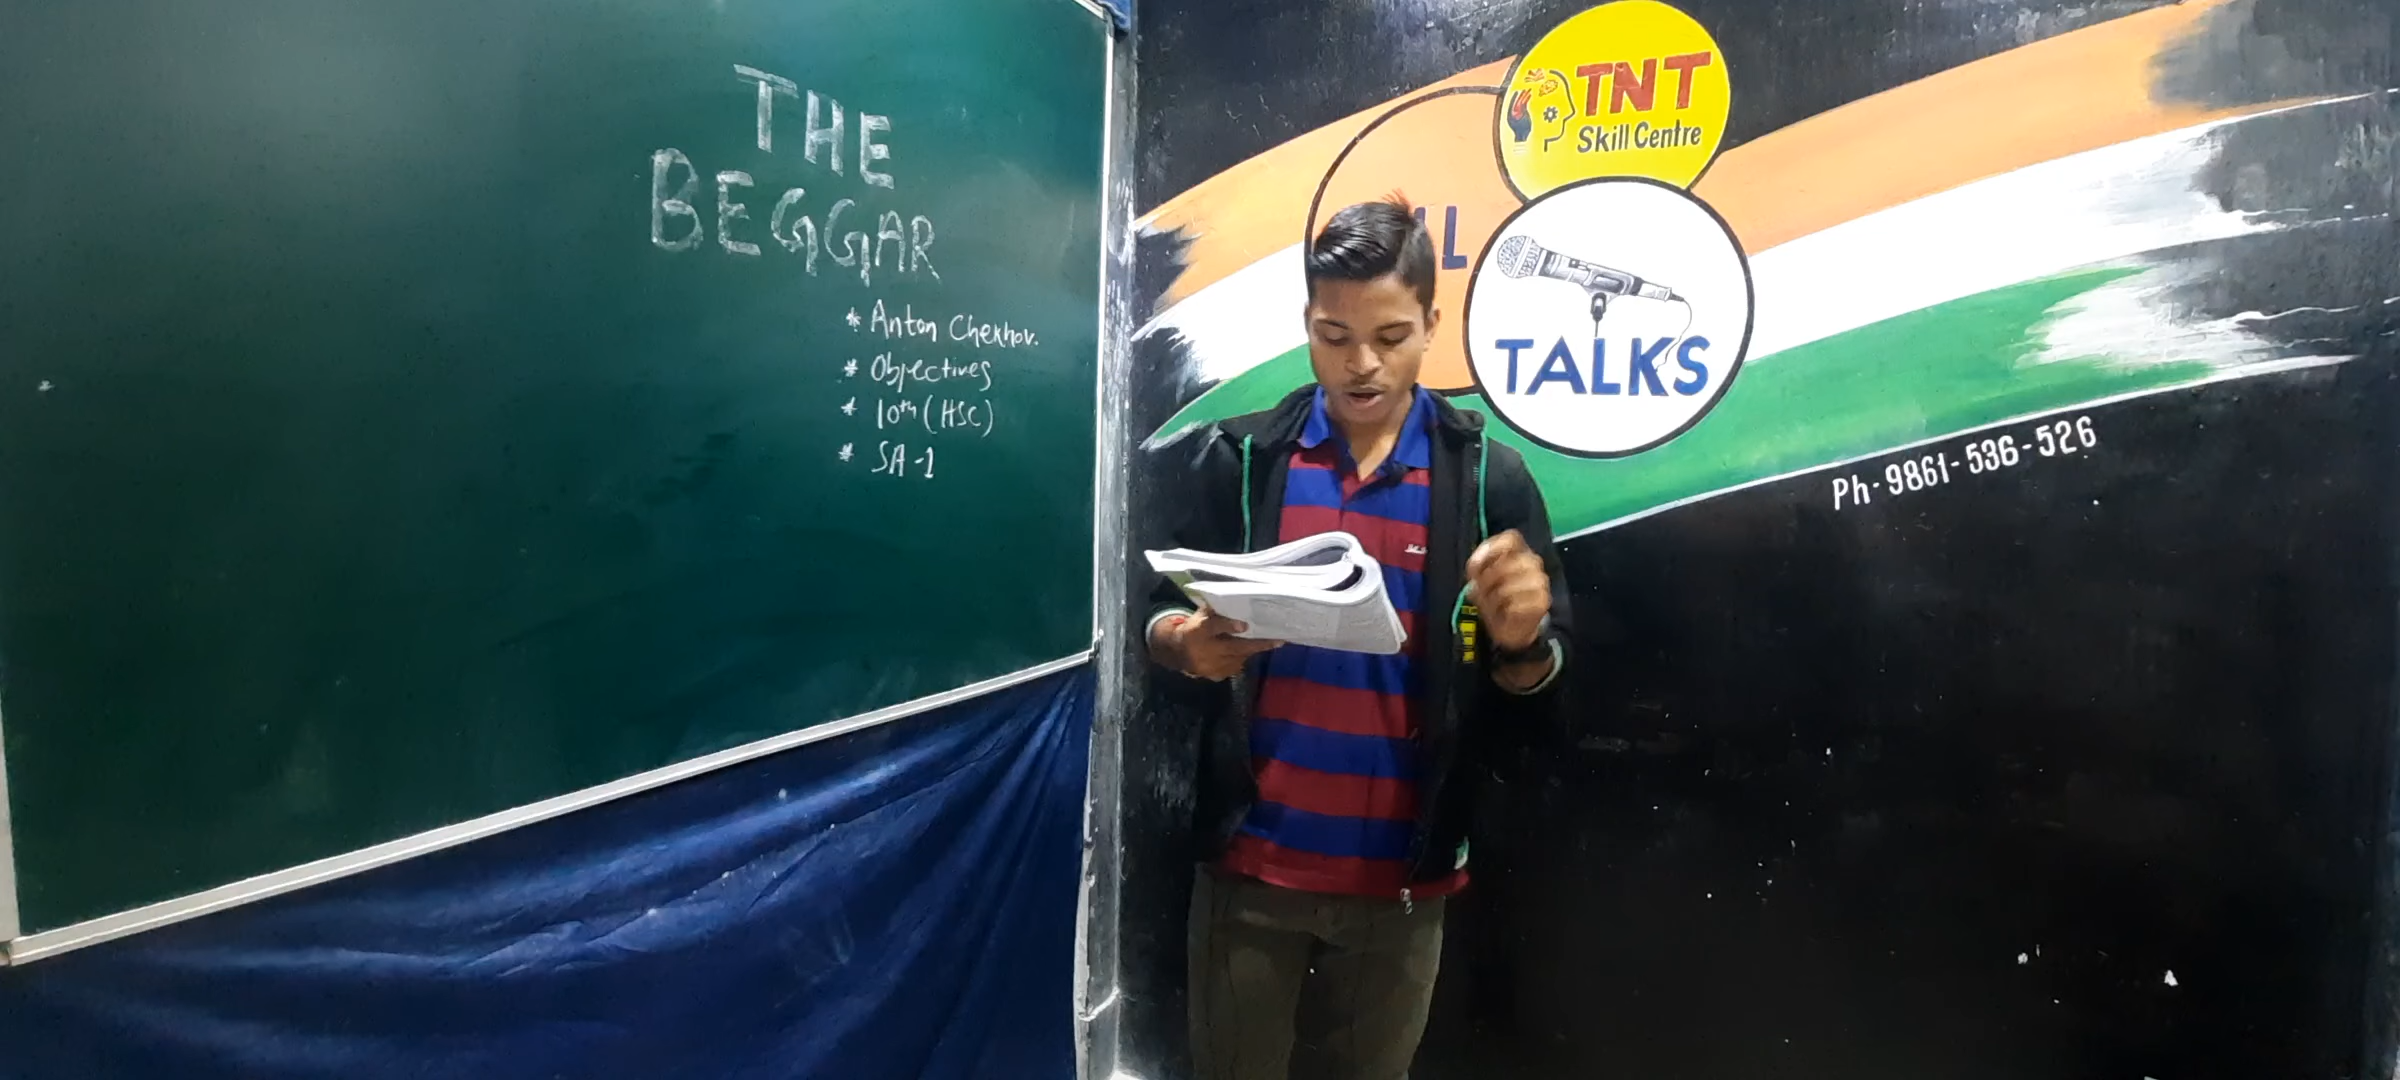 THE
BEGGAR
* Anton Chekhov.
* Objectives
* 10th (HSC)
* SA-1
TNT
Skill Centre
TALKS
Ph-9861-536-526